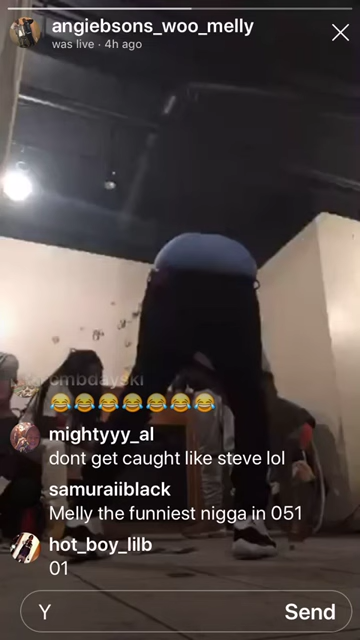 angiebsons_woo_melly
was live · 4h ago
😂😂😂😂😂😂😂
mightyyy_al
dont get caught like steve lol
samuraiiblack
Melly the funniest nigga in 051
hot_boy_lilb
01
Y
Send